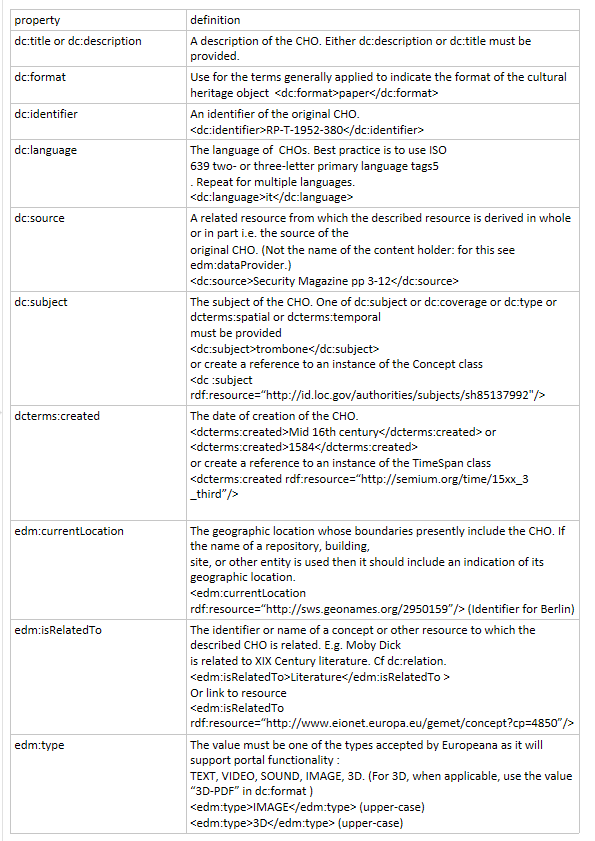 property definition
dc:title or dc:description A description of the CHO. Either dc:description or dc:title must be
provided.
dc:format Use for the terms generally applied to indicate the format of the cultural
heritage object <dc:format>paper</dc:format>
dc:identifier An identifier of the original CHO.
<dc:identifier>RP-T-1952-380</dc:identifier>
dc:language The language of CHOs. Best practice is to use ISO
639 two- or three-letter primary language tags5
. Repeat for multiple languages.
<dc:language>it</dc:language>
dc:source A related resource from which the described resource is derived in whole
or in part i.e. the source of the
original CHO. (Not the name of the content holder: for this see
edm:dataProvider.)
<dc:source>Security Magazine pp 3-12</dc:source>
dc:subject The subject of the CHO. One of dc:subject or dc:coverage or dc:type or
dcterms:spatial or dcterms:temporal
must be provided
<dc:subject>trombone</dc:subject>
or create a reference to an instance of the Concept class
<dc :subject
rdf:resource="http://id.loc.gov/authorities/subjects/sh85137992"/>
dcterms:created The date of creation of the CHO.
<dcterms:created>Mid 16th century</dcterms:created> or
<dcterms:created>1584</dcterms:created>
or create a reference to an instance of the TimeSpan class
<dcterms:created rdf:resource="http://semium.org/time/15xx_3
_third"/>
edm:currentLocation The geographic location whose boundaries presently include the CHO. If
the name of a repository, building,
site, or other entity is used then it should include an indication of its
geographic location.
<edm:currentLocation
rdf:resource="http://sws.geonames.org/2950159"/> (Identifier for Berlin)
edm:isRelatedTo The identifier or name of a concept or other resource to which the
described CHO is related. E.g. Moby Dick
is related to XIX Century literature. Cf dc:relation.
<edm:isRelatedTo>Literature</edm:isRelatedTo >
Or link to resource
<edm:isRelatedTo
rdf:resource="http://www.eionet.europa.eu/gemet/concept?cp=4850"/>
edm:type The value must be one of the types accepted by Europeana as it will
support portal functionality :
TEXT, VIDEO, SOUND, IMAGE, 3D. (For 3D, when applicable, use the value
"3D-PDF" in dc:format )
<edm:type>IMAGE</edm:type> (upper-case)
<edm:type>3D</edm:type> (upper-case)